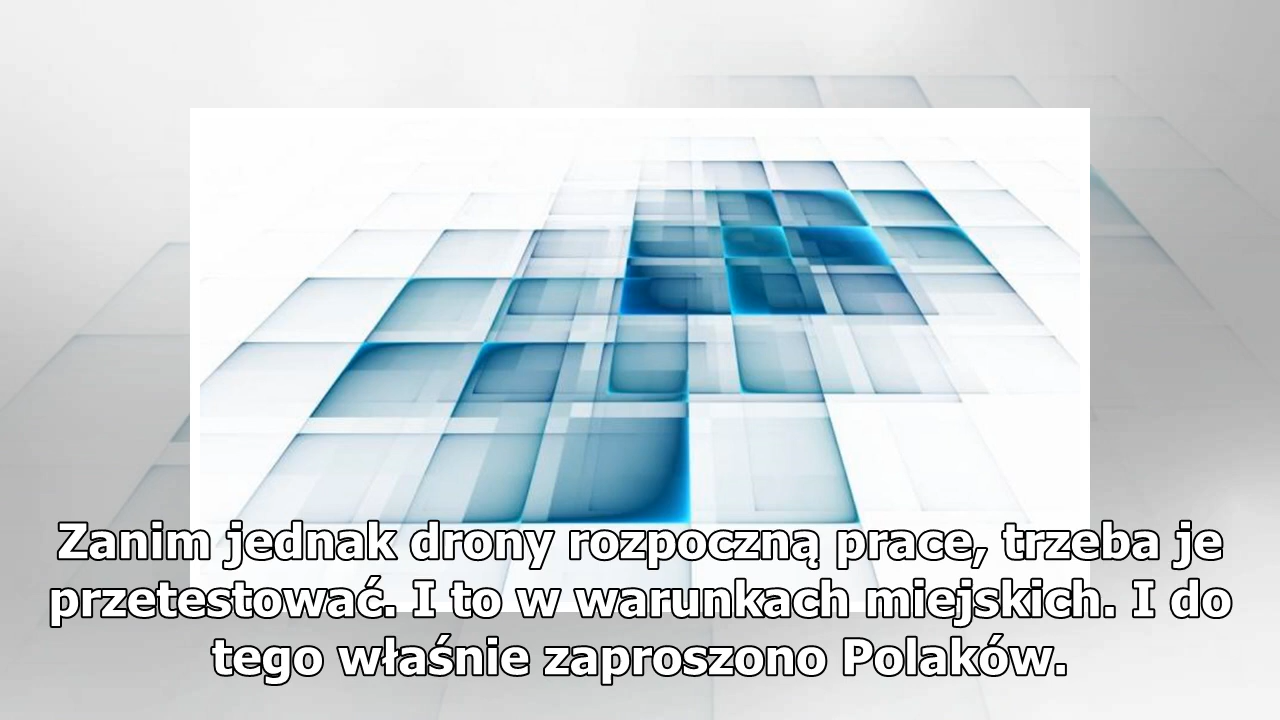 Zanim jednak drony rozpoczną prace, trzeba je
przetestować. I to w warunkach miejskich. I do
tego właśnie zaproszono Polaków.